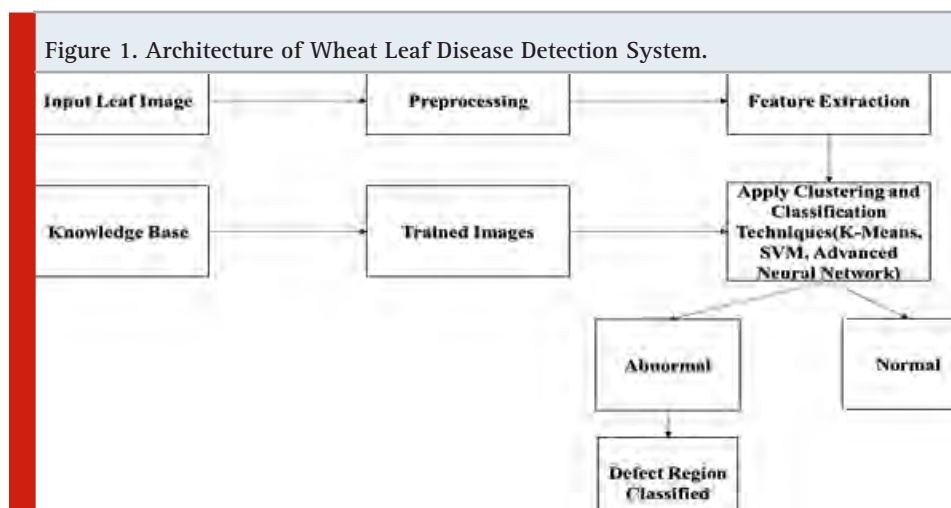 Figure 1. Architecture of Wheat Leaf Disease Detection System.
Input Leaf Image
Preprocessing
Feature Extraction
Knowledge Base
Trained Images
Apply Clustering and
Classification
Techniques(K-Means,
SVM, Advanced
Neural Network)
Abnormal
Normal
Defect Region
Classified